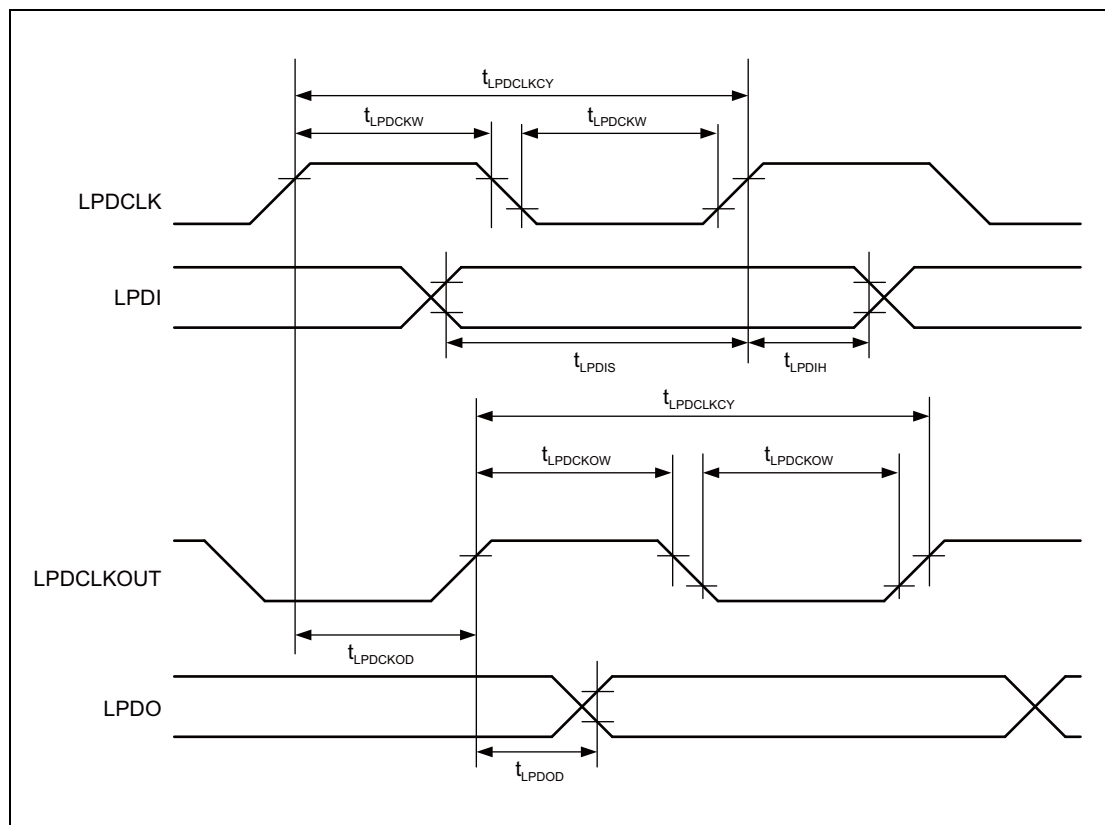 tLPDCLKCY
tLPDCKW tLPDCKW
LPDCLK
LPDI
tLPDIS tLPDIH
tLPDCLKCY
tLPDCKOW tLPDCKOW
LPDCLKOUT
tLPDCKOD
LPDO
tLPDOD